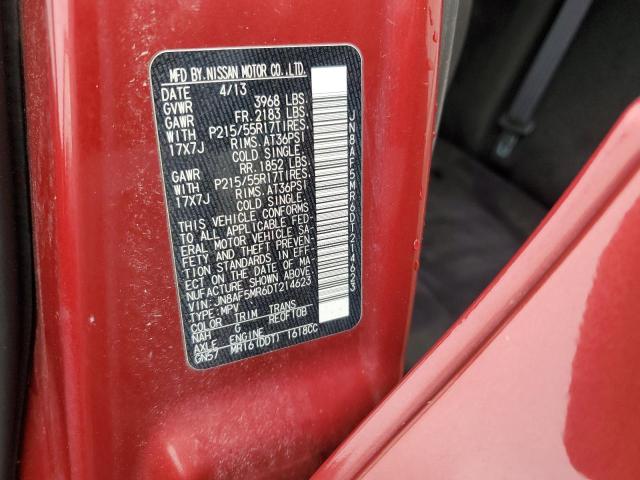 MFD BY. NISSAN MOTOR CO.,LTD.
DATE 4/13
GVWR 3968 LBS.
GAWR FR. 2183 LBS.
WITH P215/55R17TIRES,
17X7J RIMS, AT36PSI
COLD SINGLE.
GAWR RR. 1852 LBS.
WITH P215/55R17TIRES,
17X7J RIMS, AT36PSI
COLD SINGLE.
THIS VEHICLE CONFORMS
TO ALL APPLICABLE FED-
ERAL MOTOR VEHICLE SA-
FETY AND THEFT PREVEN-
TION STANDARDS IN EFF-
ECT ON THE DATE OF MA-
NUFACTURE SHOWN ABOVE.
VIN: JN8AF5MR6DT214623
TYPE: MPV
COLOR TRIM TRANS
NAH G RE0F10B
AXLE ENGINE
GN57 MR16(DDT) 1618CC
JN8AF5MR6DT214623